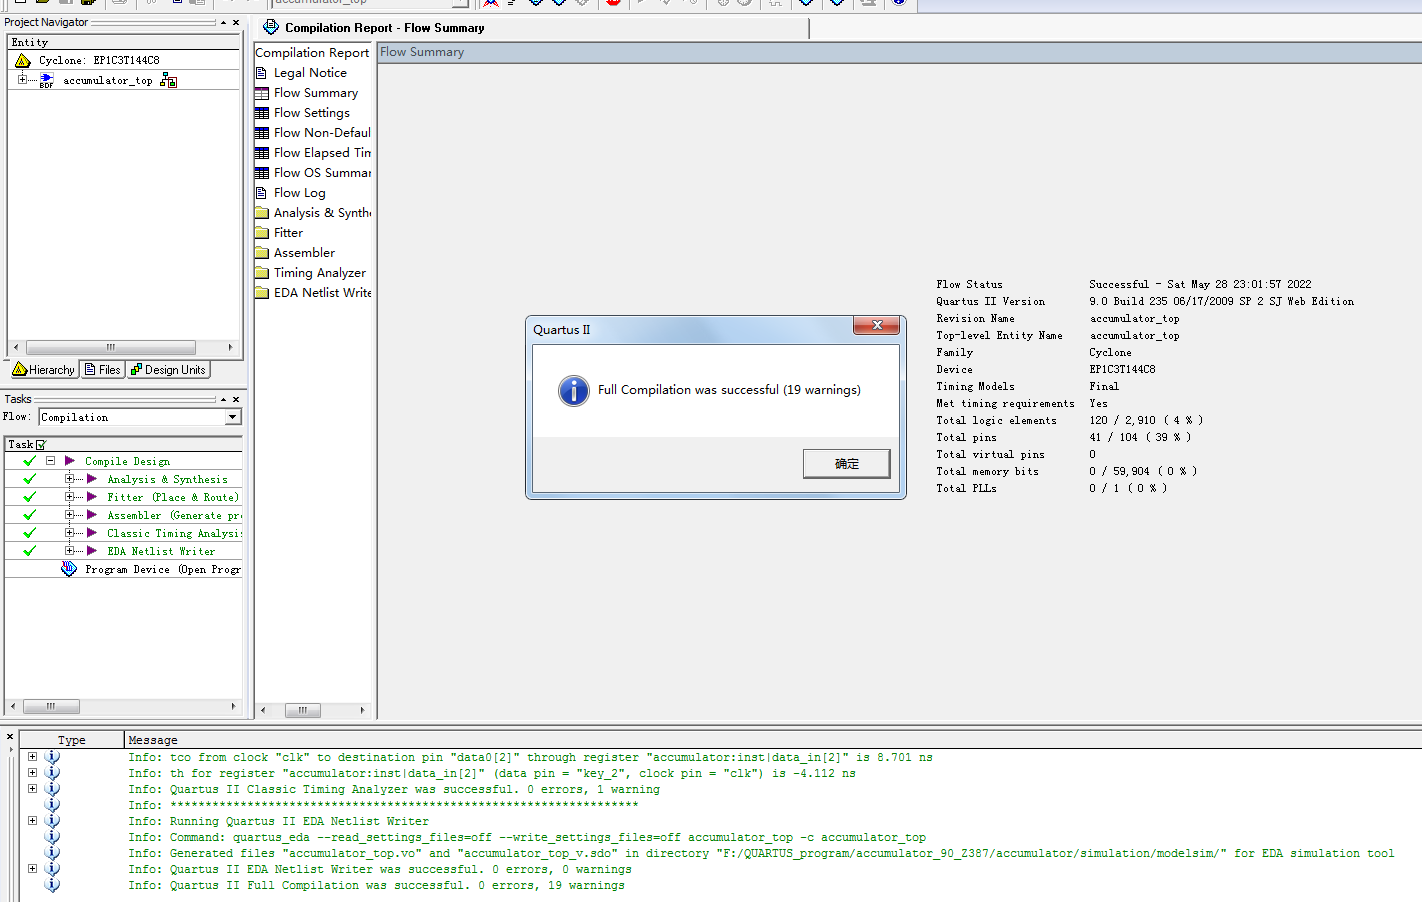 accumulator_top
Project Navigator
Entity
Cyclone: EP1C3T144C8
accumulator_top
BDF
Hierarchy
Files
Design Units
Tasks
Flow: Compilation
Task
Compile Design
Analysis & Synthesis
Fitter (Place & Route)
Assembler (Generate pr
Classic Timing Analysis
EDA Netlist Writer
Program Device (Open Progr
Compilation Report - Flow Summary
Compilation Report
Legal Notice
Flow Summary
Flow Settings
Flow Non-Defaul
Flow Elapsed Tim
Flow OS Summar
Flow Log
Analysis & Synth
Fitter
Assembler
Timing Analyzer
EDA Netlist Write
Flow Summary
Flow Status Successful - Sat May 28 23:01:57 2022
Quartus II Version 9.0 Build 235 06/17/2009 SP 2 SJ Web Edition
Revision Name accumulator_top
Top-level Entity Name accumulator_top
Family Cyclone
Device EP1C3T144C8
Timing Models Final
Met timing requirements Yes
Total logic elements 120 / 2,910 ( 4 % )
Total pins 41 / 104 ( 39 % )
Total virtual pins 0
Total memory bits 0 / 59,904 ( 0 % )
Total PLLs 0 / 1 ( 0 % )
Quartus II
Full Compilation was successful (19 warnings)
确定
Type Message
Info: tco from clock "clk" to destination pin "data0[2]" through register "accumulator:inst|data_in[2]" is 8.701 ns
Info: th for register "accumulator:inst|data_in[2]" (data pin = "key_2", clock pin = "clk") is -4.112 ns
Info: Quartus II Classic Timing Analyzer was successful. 0 errors, 1 warning
Info: *******************************************************************
Info: Running Quartus II EDA Netlist Writer
Info: Command: quartus_eda --read_settings_files=off --write_settings_files=off accumulator_top -c accumulator_top
Info: Generated files "accumulator_top.vo" and "accumulator_top_v.sdo" in directory "F:/QUARTUS_program/accumulator_90_Z387/accumulator/simulation/modelsim/" for EDA simulation tool
Info: Quartus II EDA Netlist Writer was successful. 0 errors, 0 warnings
Info: Quartus II Full Compilation was successful. 0 errors, 19 warnings